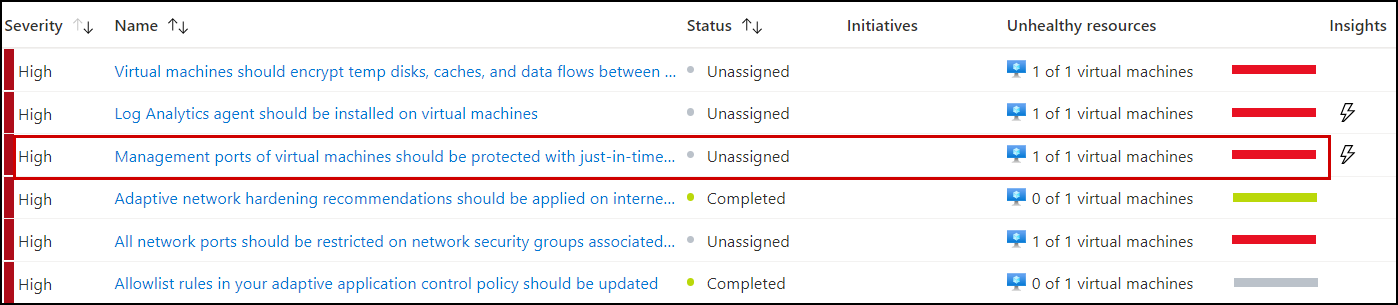 Severity Name Status Initiatives Unhealthy resources Insights
High Virtual machines should encrypt temp disks, caches, and data flows between ... Unassigned 1 of 1 virtual machines
High Log Analytics agent should be installed on virtual machines Unassigned 1 of 1 virtual machines
High Management ports of virtual machines should be protected with just-in-time... Unassigned 1 of 1 virtual machines
High Adaptive network hardening recommendations should be applied on interne... Completed 0 of 1 virtual machines
High All network ports should be restricted on network security groups associated... Unassigned 1 of 1 virtual machines
High Allowlist rules in your adaptive application control policy should be updated Completed 0 of 1 virtual machines